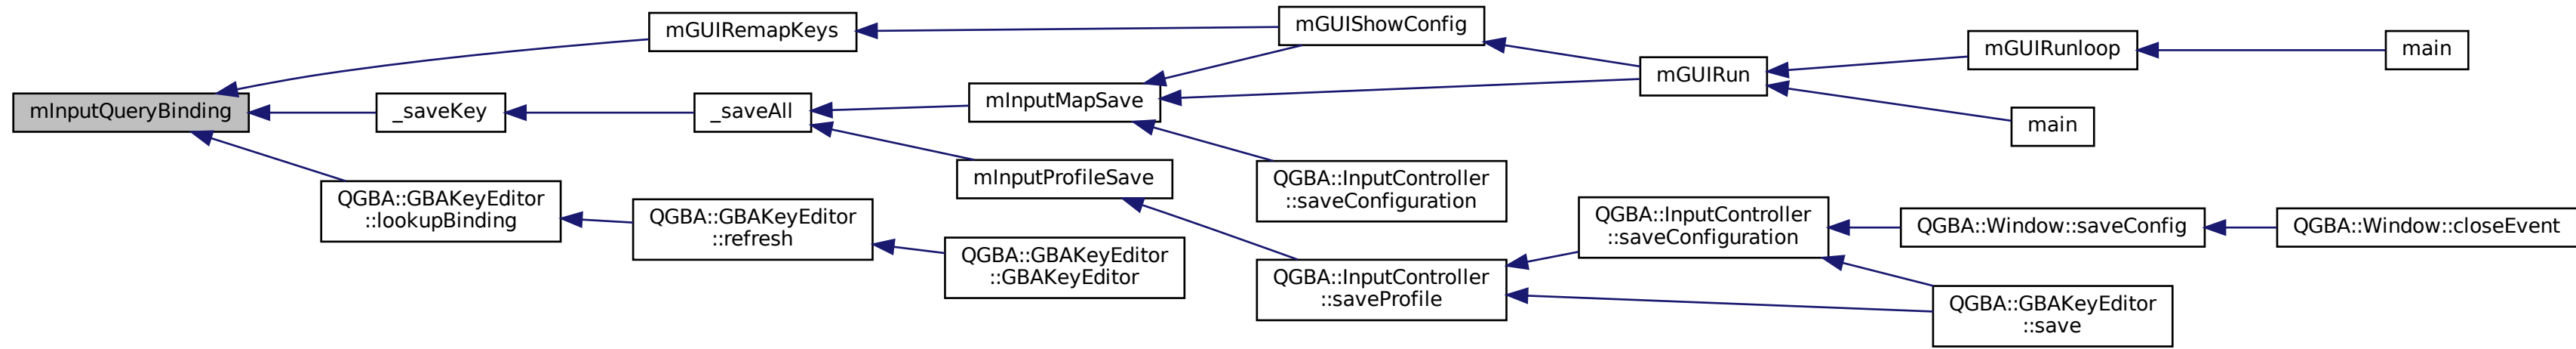 mInputQueryBinding
mGUIRemapKeys
_saveKey
QGBA::GBAKeyEditor
::lookupBinding
_saveAll
QGBA::GBAKeyEditor
::refresh
mGUIShowConfig
mInputMapSave
mInputProfileSave
QGBA::GBAKeyEditor
::GBAKeyEditor
mGUIRun
QGBA::InputController
::saveConfiguration
QGBA::InputController
::saveProfile
mGUIRunloop
main
main
QGBA::InputController
::saveConfiguration
QGBA::Window::saveConfig
QGBA::Window::closeEvent
QGBA::GBAKeyEditor
::save